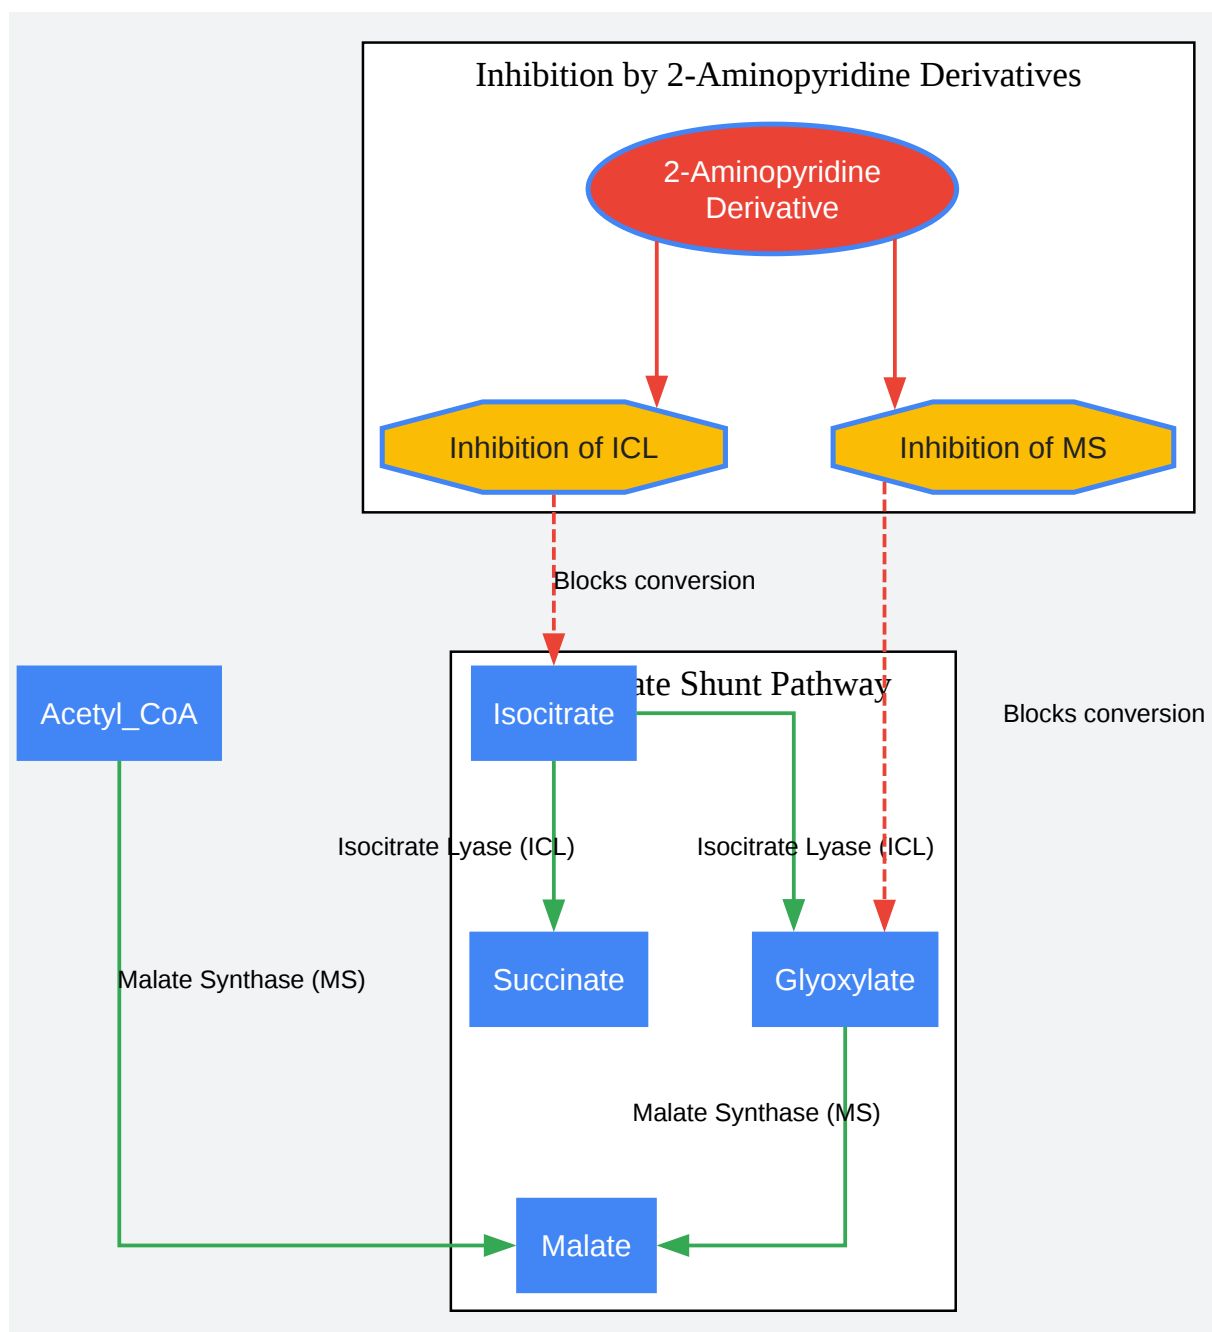 Inhibition by 2-Aminopyridine Derivatives
2-Aminopyridine
Derivative
Inhibition of ICL
Inhibition of MS
Blocks conversion
ate Shunt Pathway
Acetyl_CoA
Isocitrate
Blocks conversion
Isocitrate Lyase (ICL)
Isocitrate Lyase (ICL)
Malate Synthase (MS)
Succinate
Glyoxylate
Malate Synthase (MS)
Malate